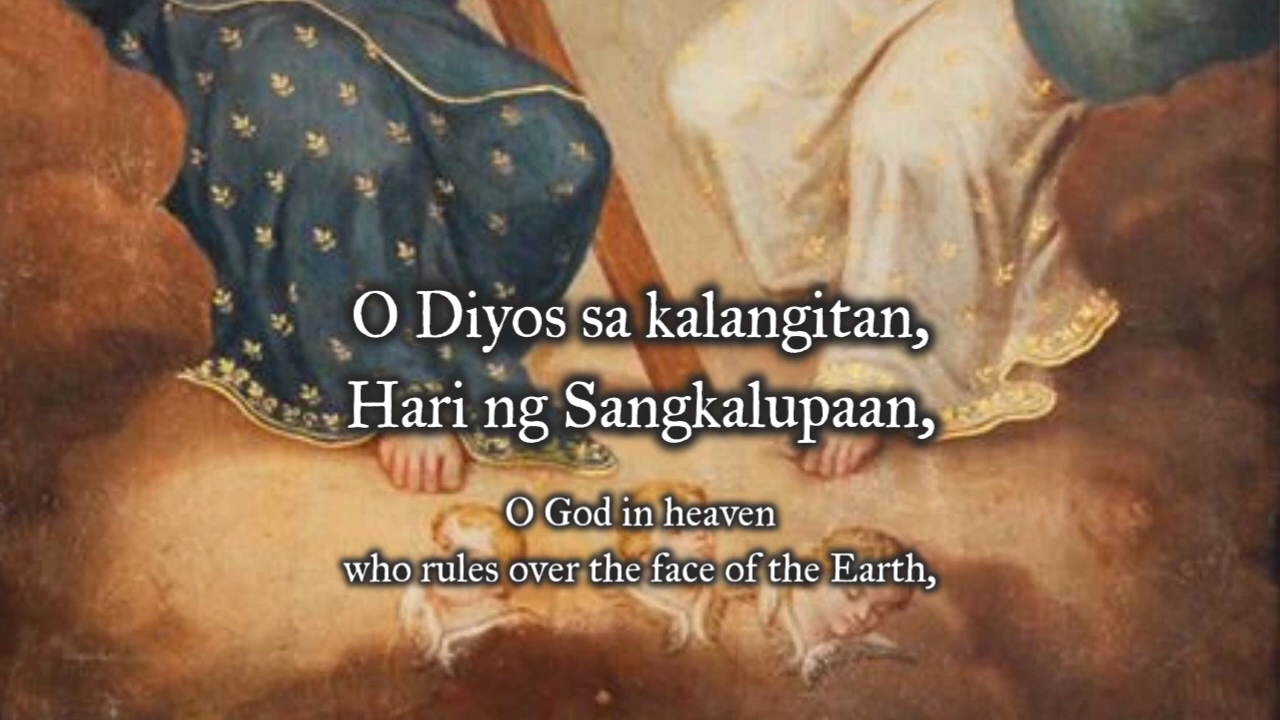 O Diyos sa kalangitan,
Hari ng Sangkalupaan,
O God in heaven
who rules over the face of the Earth,